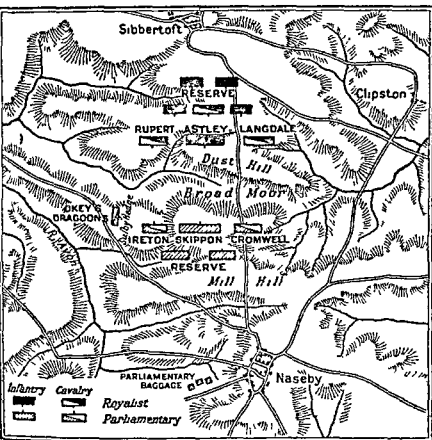 Sibbertoft
Clipston
RESERVE
RUPERT ASTLEY LANGDALE
Dust Hill
Broad Moor
OKEY'S
DRAGOONS
IRETON SKIPPON CROMWELL
RESERVE
Mill Hill
PARLIAMENTARY
BAGGAGE
Naseby
Infantry Cavalry
Royalist
Parliamentary